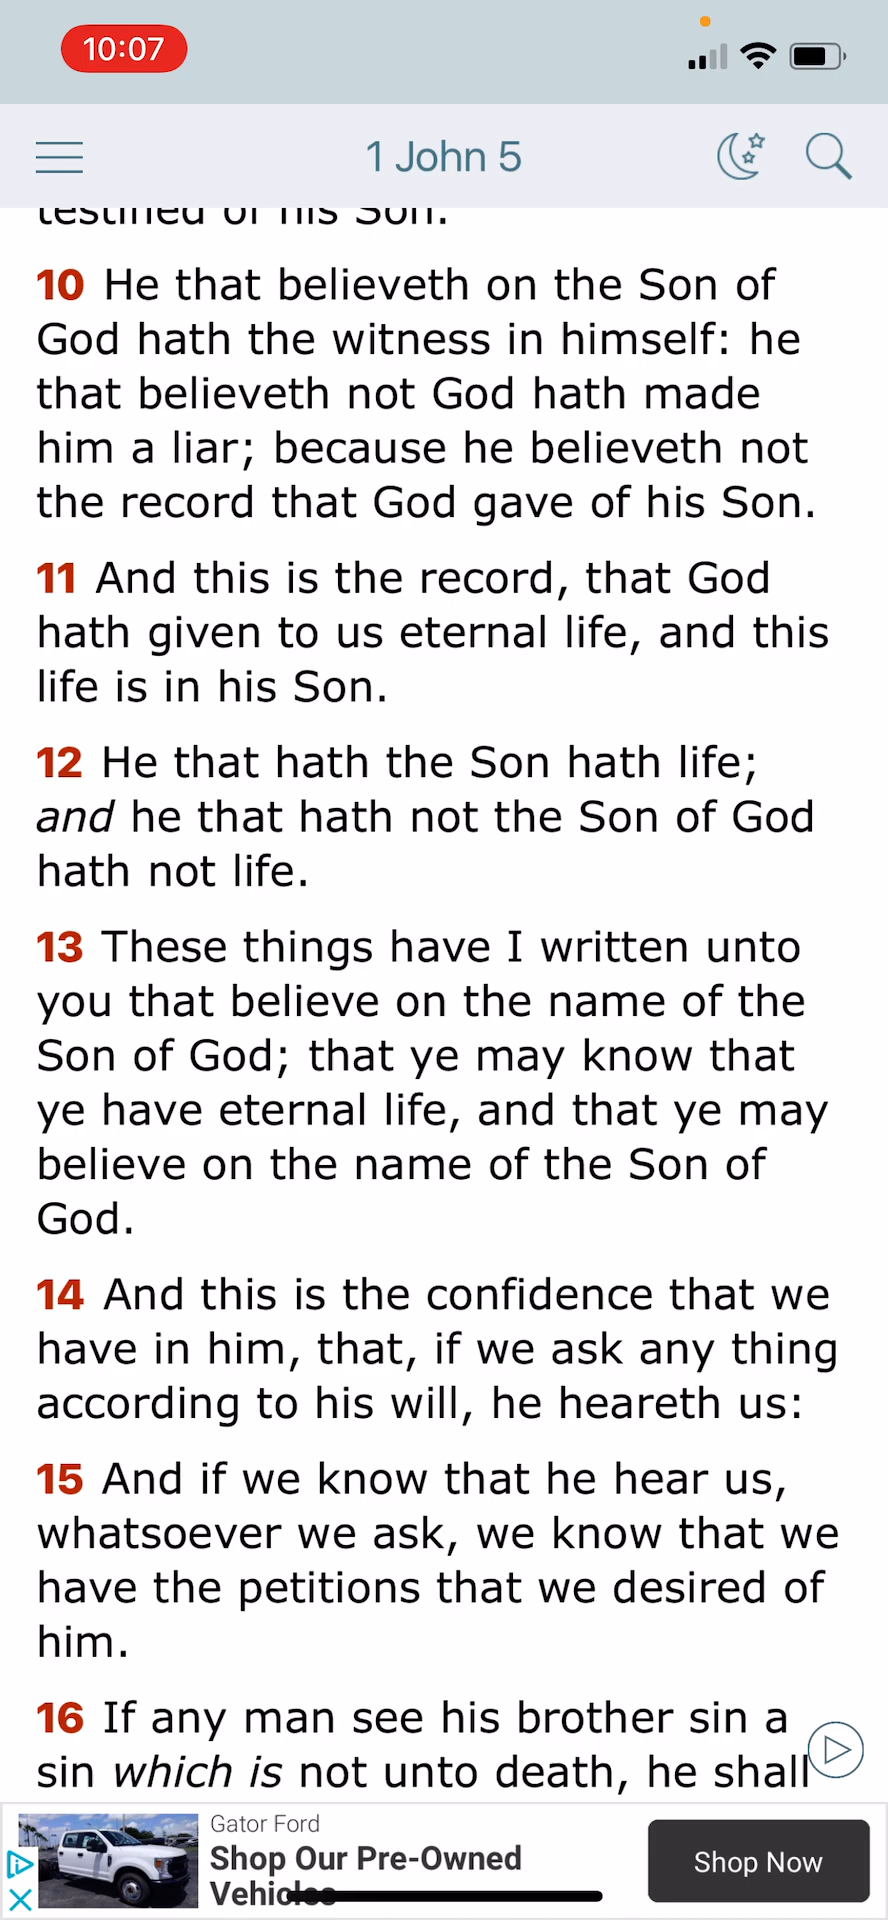 10:07
1 John 5
testified of his Son.
10 He that believeth on the Son of
God hath the witness in himself: he
that believeth not God hath made
him a liar; because he believeth not
the record that God gave of his Son.
11 And this is the record, that God
hath given to us eternal life, and this
life is in his Son.
12 He that hath the Son hath life;
and he that hath not the Son of God
hath not life.
13 These things have I written unto
you that believe on the name of the
Son of God; that ye may know that
ye have eternal life, and that ye may
believe on the name of the Son of
God.
14 And this is the confidence that we
have in him, that, if we ask any thing
according to his will, he heareth us:
15 And if we know that he hear us,
whatsoever we ask, we know that we
have the petitions that we desired of
him.
16 If any man see his brother sin a
sin which is not unto death, he shall
Gator Ford
Shop Our Pre-Owned
Vehicles
Shop Now